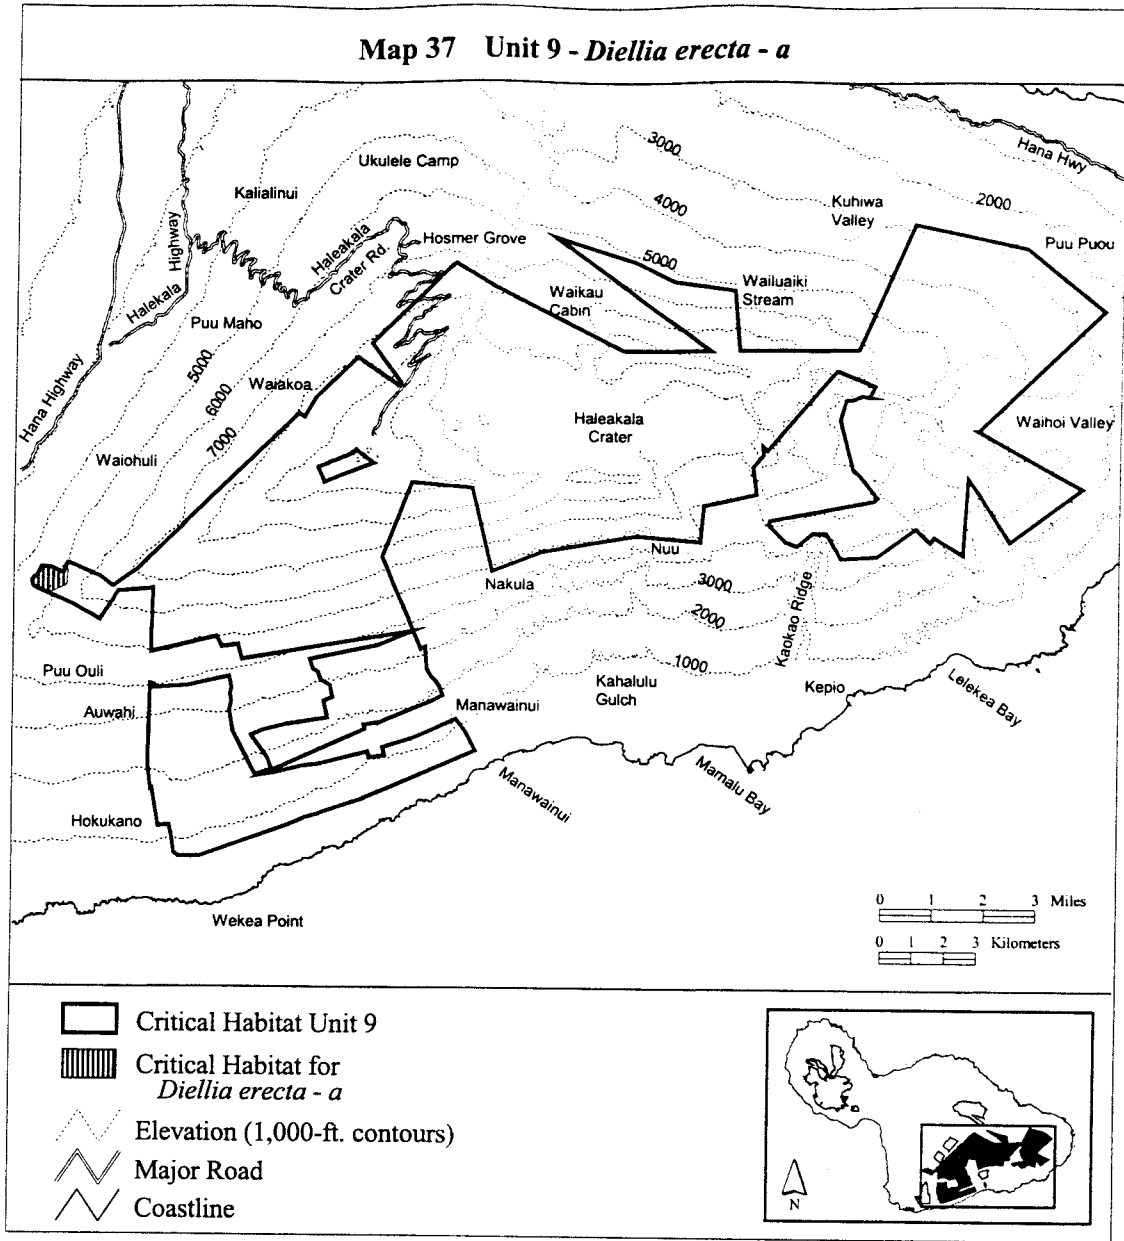 Map 37 Unit 9 - Diellia erecta - a
Hana Hwy
3000
Ukulele Camp
Kalialinui
4000
Kuhiwa
Valley
2000
Highway
Halekala
Haleakala
Crater Rd.
Hosmer Grove
Puu Puou
5000
Waikau
Cabin
Wailuaiki
Stream
Puu Maho
5000
6000
7000
Waiakoa
Hana Highway
Haleakala
Crater
Waihoi Valley
Waiohuli
Nuu
Nakula
3000
2000
1000
Kaokao Ridge
Puu Ouli
Auwahi
Manawainui
Kahalulu
Gulch
Kepio
Lelekea Bay
Mamalu Bay
Manawainui
Hokukano
Wekea Point
0 1 2 3 Miles
0 1 2 3 Kilometers
Critical Habitat Unit 9
Critical Habitat for
Diellia erecta - a
Elevation (1,000-ft. contours)
Major Road
Coastline
N